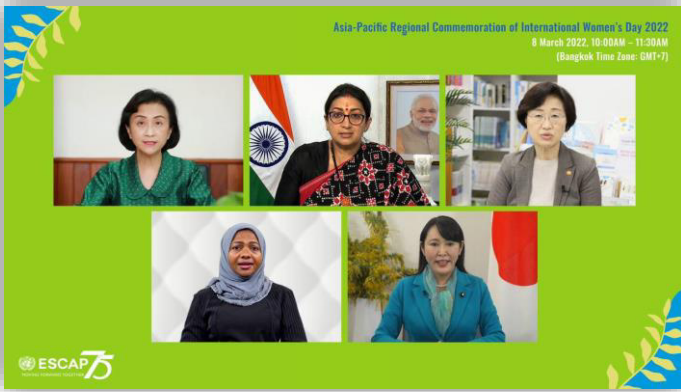 Asia-Pacific Regional Commemoration of International Women's Day 2022
8 March 2022, 10:00AM – 11:30AM
(Bangkok Time Zone: GMT+7)
ESCAP 75